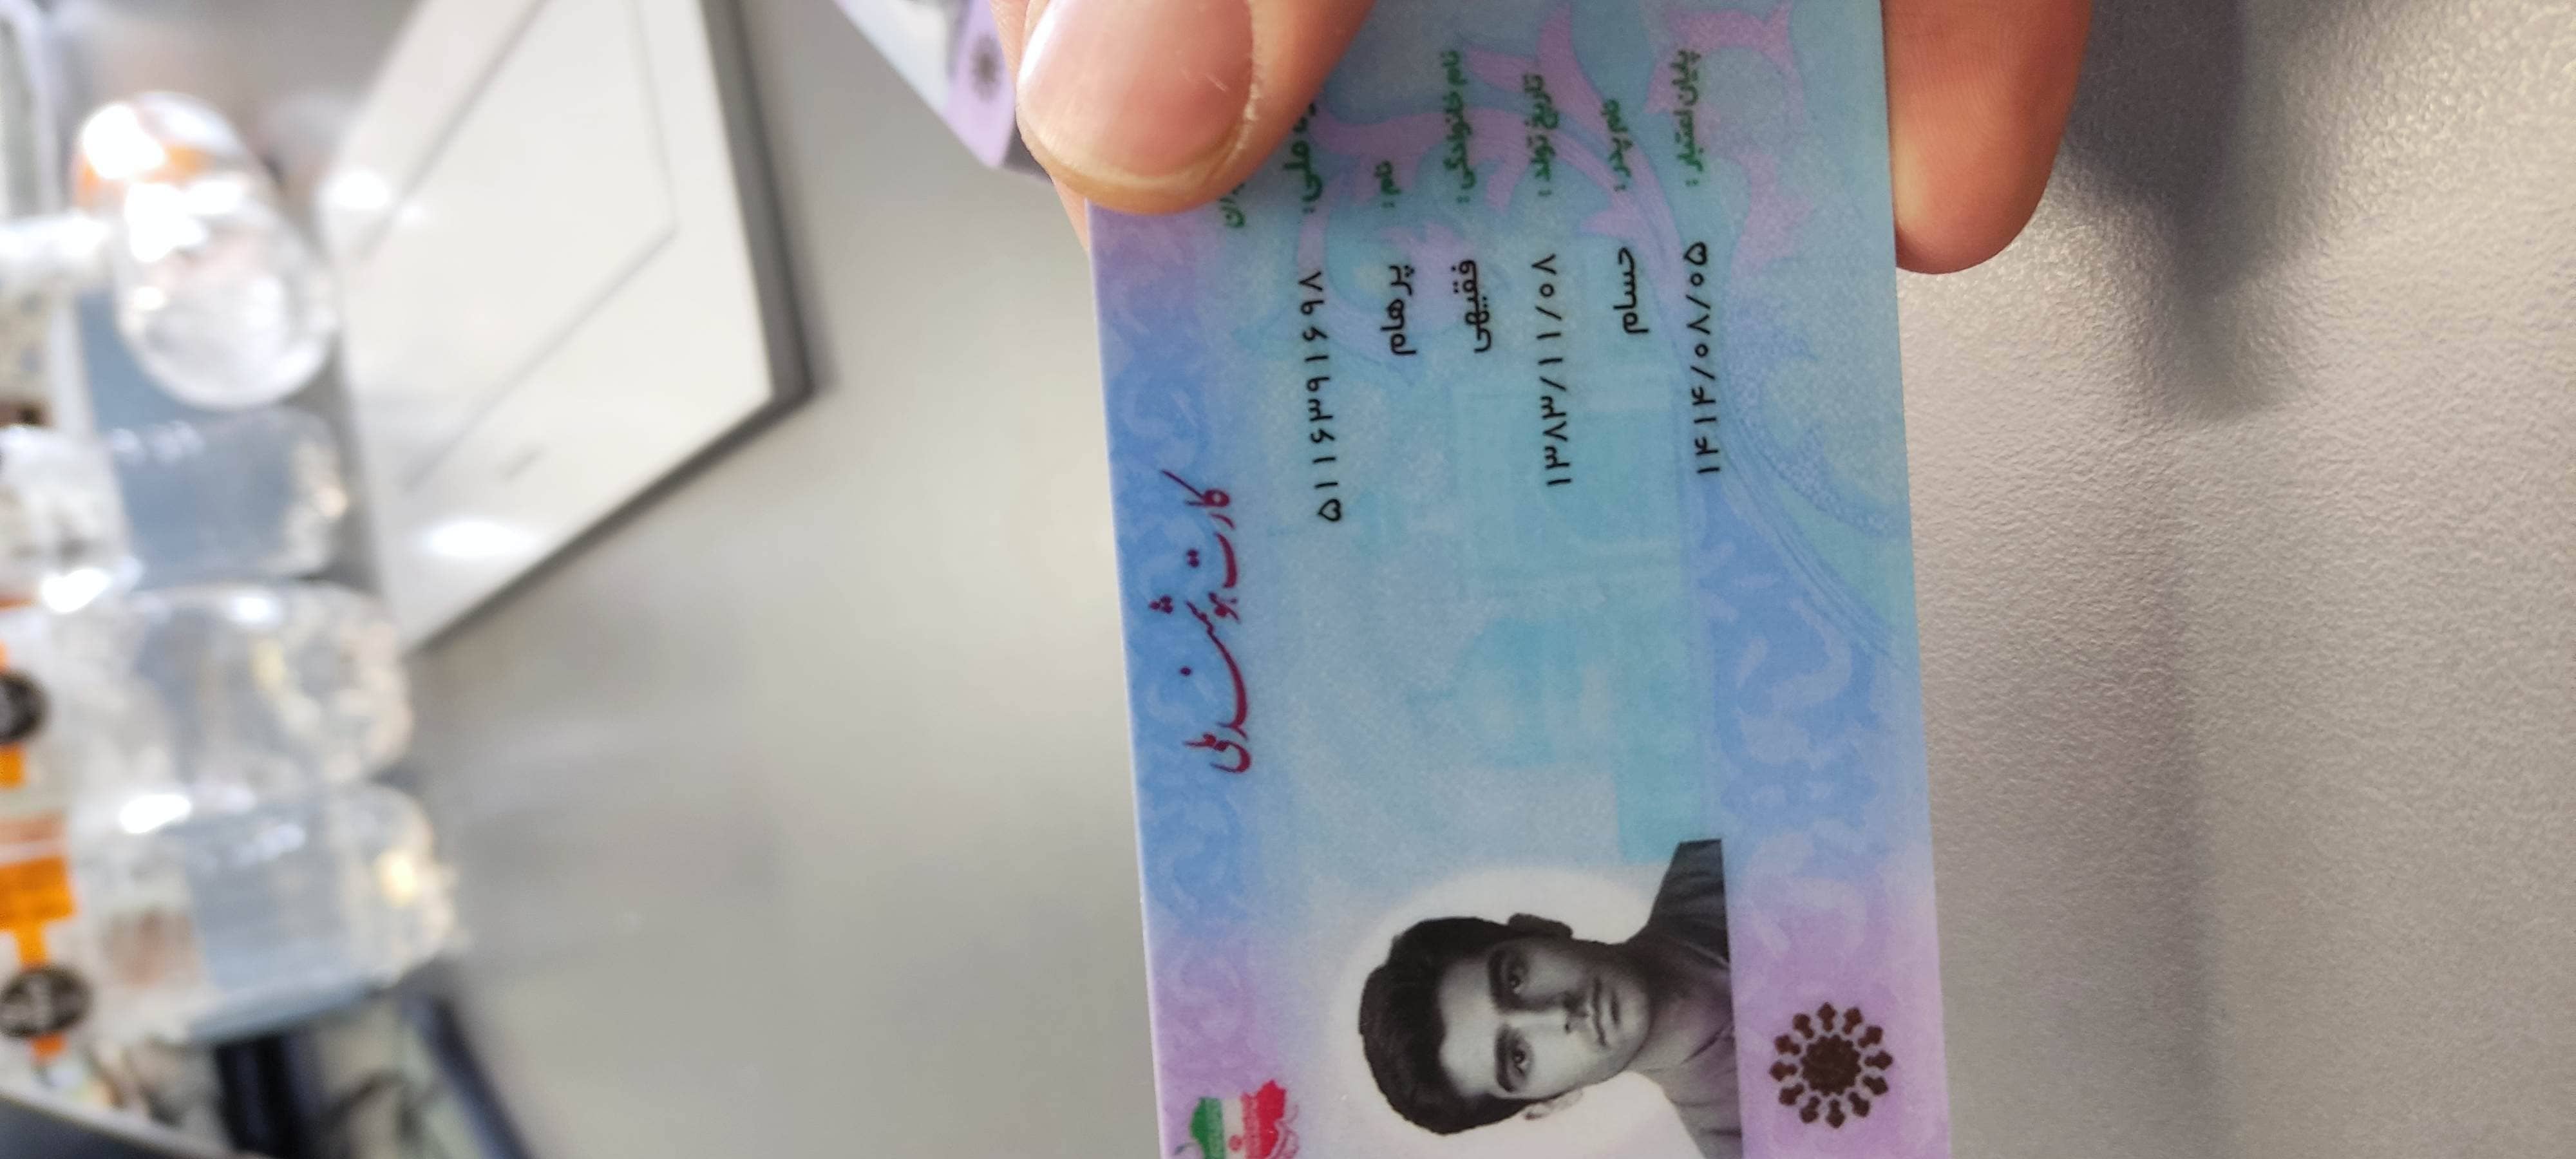 کارت هوشمند ملی
ملی: ۵۱۱۶۳۹۱۶۹۸
نام: پرهام
نام خانوادگی: فقیهی
تاریخ تولد: ۱۳۸۳/۱۱/۰۸
نام پدر: حسام
پایان اعتبار: ۱۴۱۴/۰۸/۰۵